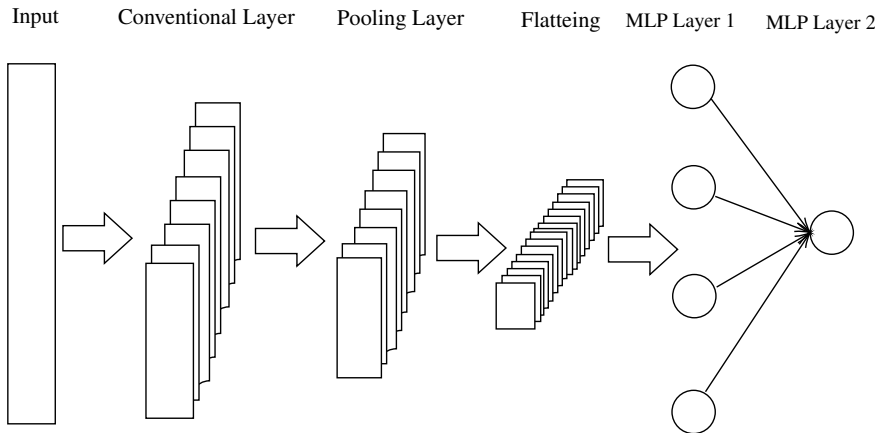 Input
Conventional Layer
Pooling Layer
Flatteing
MLP Layer 1
MLP Layer 2